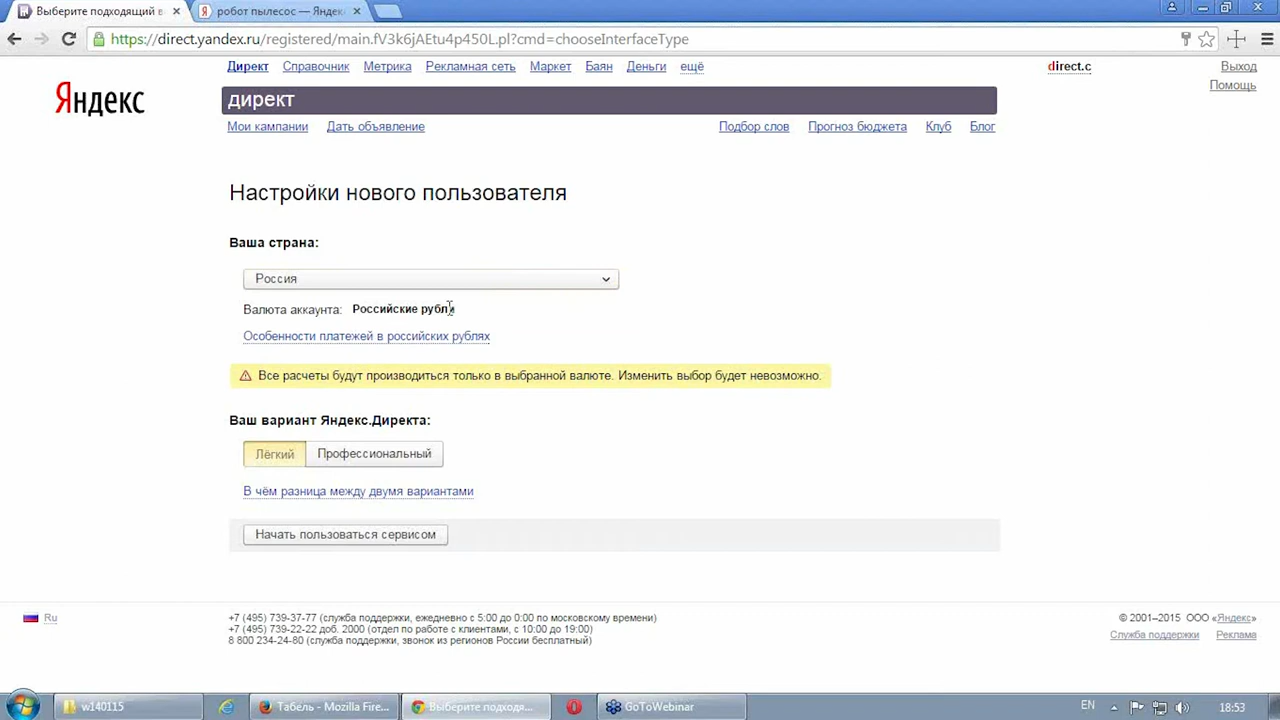 Выберите подходящий в
робот пылесос — Яндекс
https://direct.yandex.ru/registered/main.fV3k6jAEtu4p450L.pl?cmd=chooseInterfaceType
Директ Справочник Метрика Рекламная сеть Маркет Баян Деньги ещё
direct.c
Выход
Яндекс
директ
Помощь
Мои кампании Дать объявление Подбор слов Прогноз бюджета Клуб Блог
Настройки нового пользователя
Ваша страна:
Россия
Валюта аккаунта: Российские рубли
Особенности платежей в российских рублях
Все расчеты будут производиться только в выбранной валюте. Изменить выбор будет невозможно.
Ваш вариант Яндекс.Директа:
Лёгкий Профессиональный
В чём разница между двумя вариантами
Начать пользоваться сервисом
Ru
+7 (495) 739-37-77 (служба поддержки, ежедневно с 5:00 до 0:00 по московскому времени)
+7 (495) 739-22-22 доб. 2000 (отдел по работе с клиентами, с 10:00 до 19:00)
8 800 234-24-80 (служба поддержки, звонок из регионов России бесплатный)
© 2001–2015 ООО «Яндекс»
Служба поддержки Реклама
w140115
Табель - Mozilla Fire...
Выберите подходя...
GoToWebinar
EN
18:53